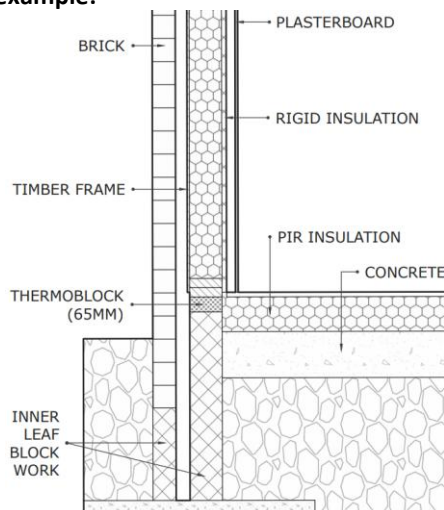 example:
PLASTERBOARD
BRICK
RIGID INSULATION
TIMBER FRAME
PIR INSULATION
CONCRETE
THERMOBLOCK
(65MM)
INNER
LEAF
BLOCK
WORK